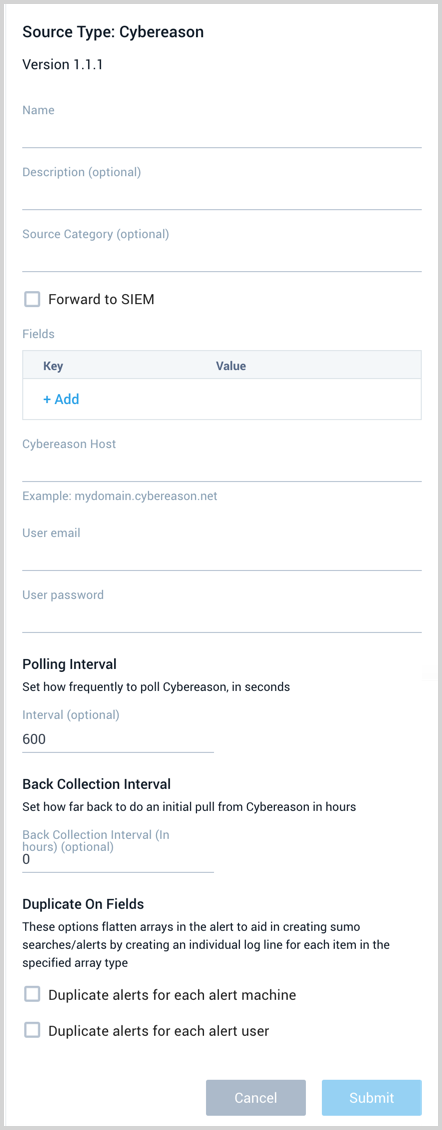 Source Type: Cybereason
Version 1.1.1
Name
Description (optional)
Source Category (optional)
Forward to SIEM
Fields
Key Value
+ Add
Cybereason Host
Example: mydomain.cybereason.net
User email
User password
Polling Interval
Set how frequently to poll Cybereason, in seconds
Interval (optional)
600
Back Collection Interval
Set how far back to do an initial pull from Cybereason in hours
Back Collection Interval (In
hours) (optional)
0
Duplicate On Fields
These options flatten arrays in the alert to aid in creating sumo
searches/alerts by creating an individual log line for each item in the
specified array type
Duplicate alerts for each alert machine
Duplicate alerts for each alert user
Cancel Submit